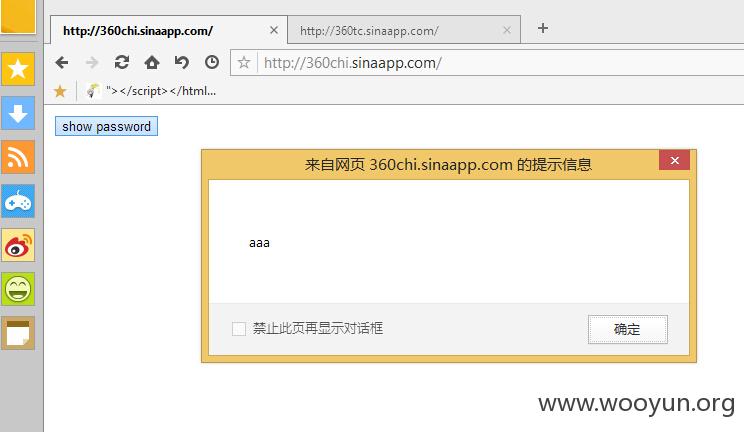 http://360chi.sinaapp.com/
http://360tc.sinaapp.com/
http://360chi.sinaapp.com/
"></script></html...
show password
来自网页 360chi.sinaapp.com 的提示信息
aaa
禁止此页再显示对话框
确定
www.wooyun.org